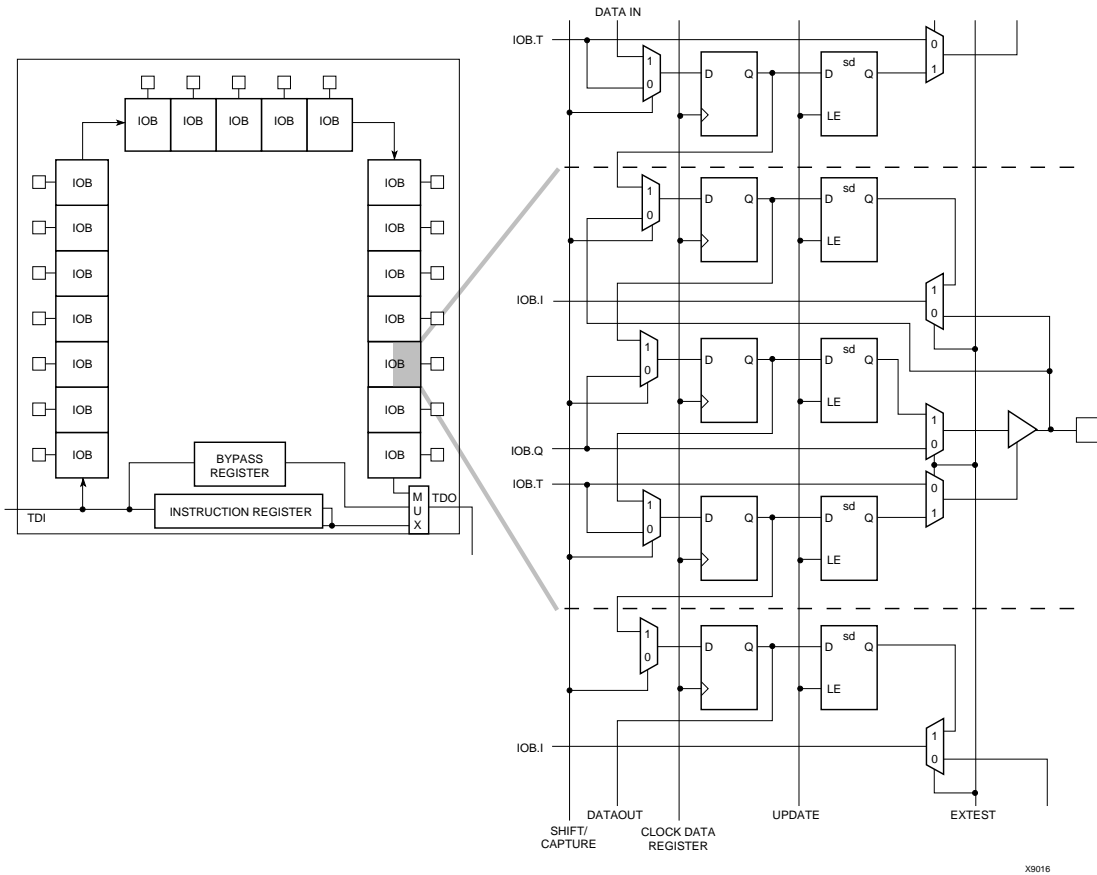 DATA IN
IOB.T
1
0
D Q
D sd Q
LE
0
1
IOB IOB IOB IOB IOB
IOB
IOB
IOB
IOB
IOB
IOB
IOB
IOB
IOB
IOB
IOB
IOB
IOB
IOB
BYPASS
REGISTER
INSTRUCTION REGISTER
TDI
M
U
X
TDO
1
0
D Q
D sd Q
LE
IOB.I
1
0
1
0
D Q
D sd Q
LE
1
0
IOB.Q
IOB.T
0
1
1
0
D Q
D sd Q
LE
1
0
D Q
D sd Q
LE
IOB.I
1
0
DATAOUT
UPDATE
EXTEST
SHIFT/
CAPTURE
CLOCK DATA
REGISTER
X9016